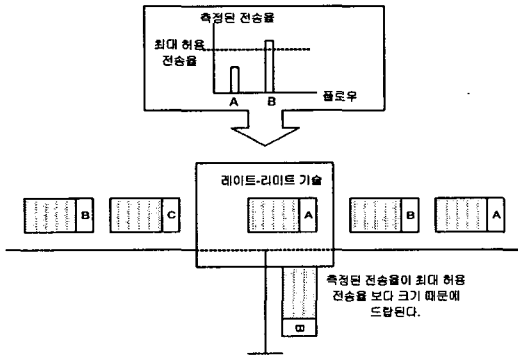 측정된 전송율
최대 허용
전송율
A
B
플로우
레이트-리미트 기술
B
C
A
B
A
측정된 전송율이 최대 허용
전송율 보다 크기 때문에
드랍된다.
B